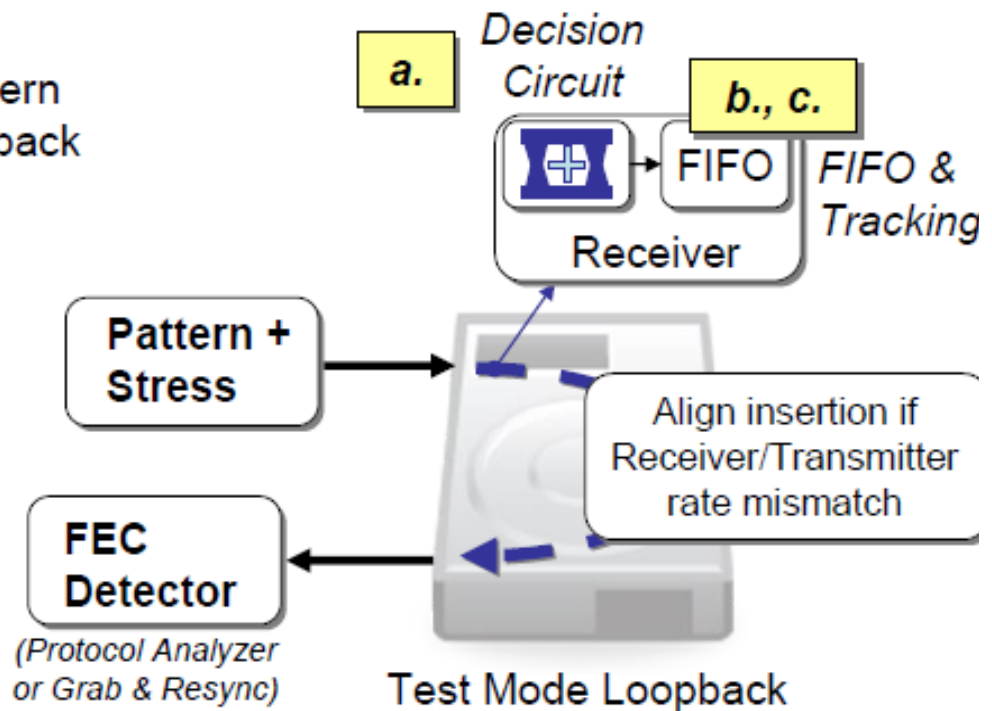 ern
back
a.
Decision
Circuit
b., c.
FIFO
FIFO &
Tracking
Receiver
Pattern +
Stress
Align insertion if
Receiver/Transmitter
rate mismatch
FEC
Detector
(Protocol Analyzer
or Grab & Resync)
Test Mode Loopback